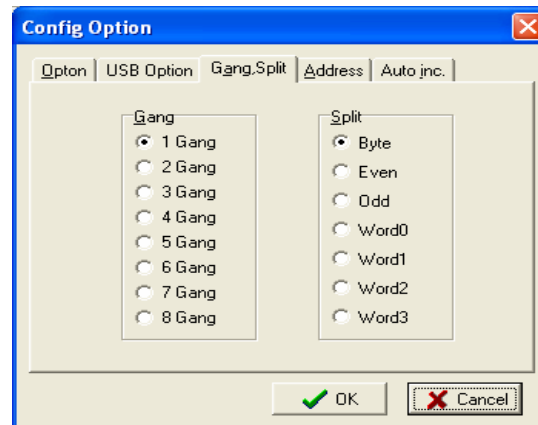 Config Option
Opton USB Option Gang,Split Address Auto inc.
Gang
1 Gang
2 Gang
3 Gang
4 Gang
5 Gang
6 Gang
7 Gang
8 Gang
Split
Byte
Even
Odd
Word0
Word1
Word2
Word3
OK Cancel